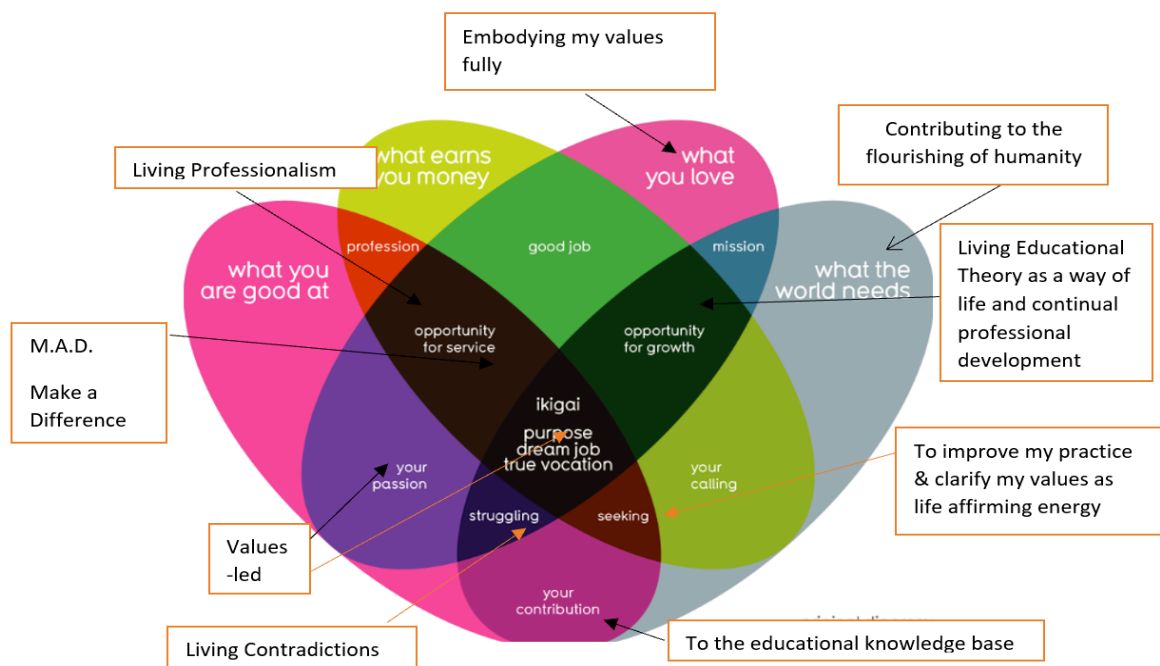 Embodying my values
fully
Contributing to the
flourishing of humanity
Living Professionalism
what earns
you money
what
you love
profession
good job
mission
what you
are good at
what the
world needs
Living Educational
Theory as a way of
life and continual
professional
development
M.A.D.
Make a
Difference
opportunity
for service
opportunity
for growth
ikigai
purpose
dream job
true vocation
your
passion
your
calling
To improve my practice
& clarify my values as
life affirming energy
struggling
seeking
Values
-led
your
contribution
Living Contradictions
To the educational knowledge base